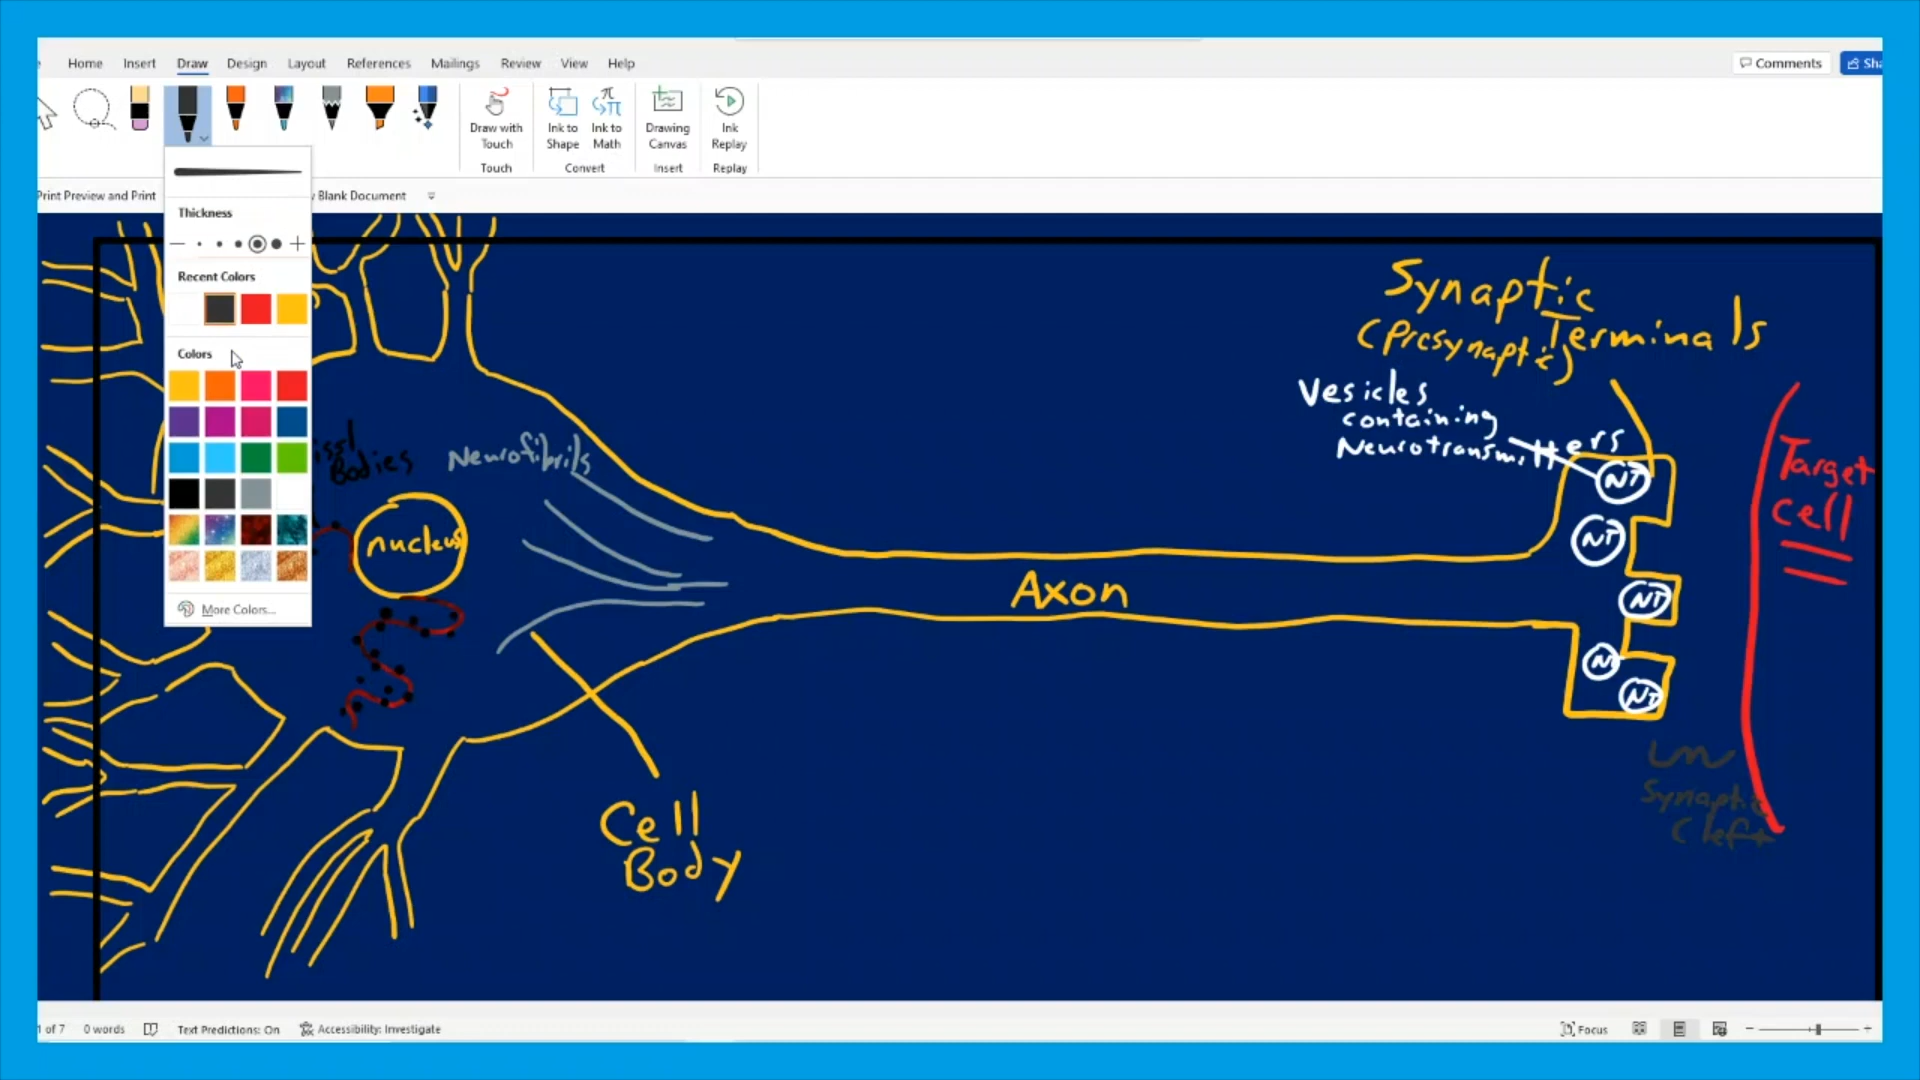 Home Insert Draw Design Layout References Mailings Review View Help
Comments
Sha
Draw with Touch
Ink to Shape
Ink to Math
Drawing Canvas
Ink Replay
Touch
Convert
Insert
Replay
Print Preview and Print
Blank Document
Thickness
Recent Colors
Colors
More Colors...
Synaptic
Terminals
(Presynaptic)
Vesicles
containing
Neurotransmitters
Target
cell
issl
Bodies
Neurofibrils
nucleus
Axon
NT
NT
NT
NT
NT
Synaptic
Cleft
Cell
Body
1 of 7 0 words Text Predictions: On Accessibility: Investigate
Focus